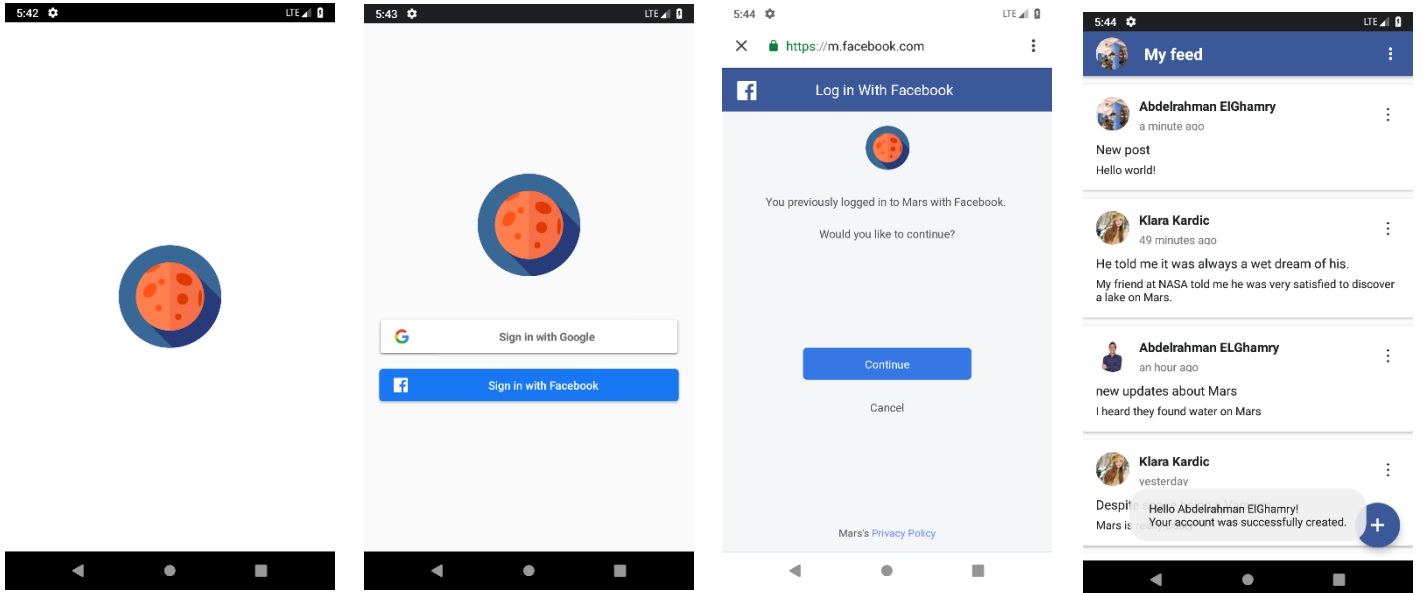 5:42
LTE
5:43
LTE
Sign in with Google
Sign in with Facebook
5:44
LTE
https://m.facebook.com
Log in With Facebook
You previously logged in to Mars with Facebook.
Would you like to continue?
Continue
Cancel
Mars's Privacy Policy
5:44
LTE
My feed
Abdelrahman ElGhamry
a minute ago
New post
Hello world!
Klara Kardic
49 minutes ago
He told me it was always a wet dream of his.
My friend at NASA told me he was very satisfied to discover
a lake on Mars.
Abdelrahman ELGhamry
an hour ago
new updates about Mars
I heard they found water on Mars
Klara Kardic
yesterday
Despite
Mars is
Hello Abdelrahman ElGhamry!
Your account was successfully created.